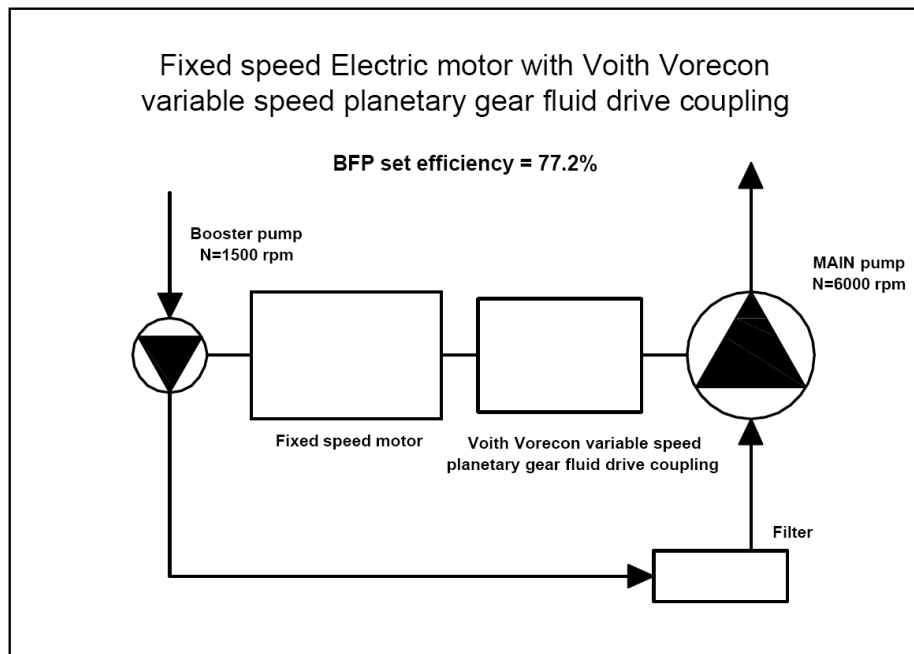 Fixed speed Electric motor with Voith Vorecon
variable speed planetary gear fluid drive coupling
BFP set efficiency = 77.2%
Booster pump
N=1500 rpm
MAIN pump
N=6000 rpm
Fixed speed motor
Voith Vorecon variable speed
planetary gear fluid drive coupling
Filter